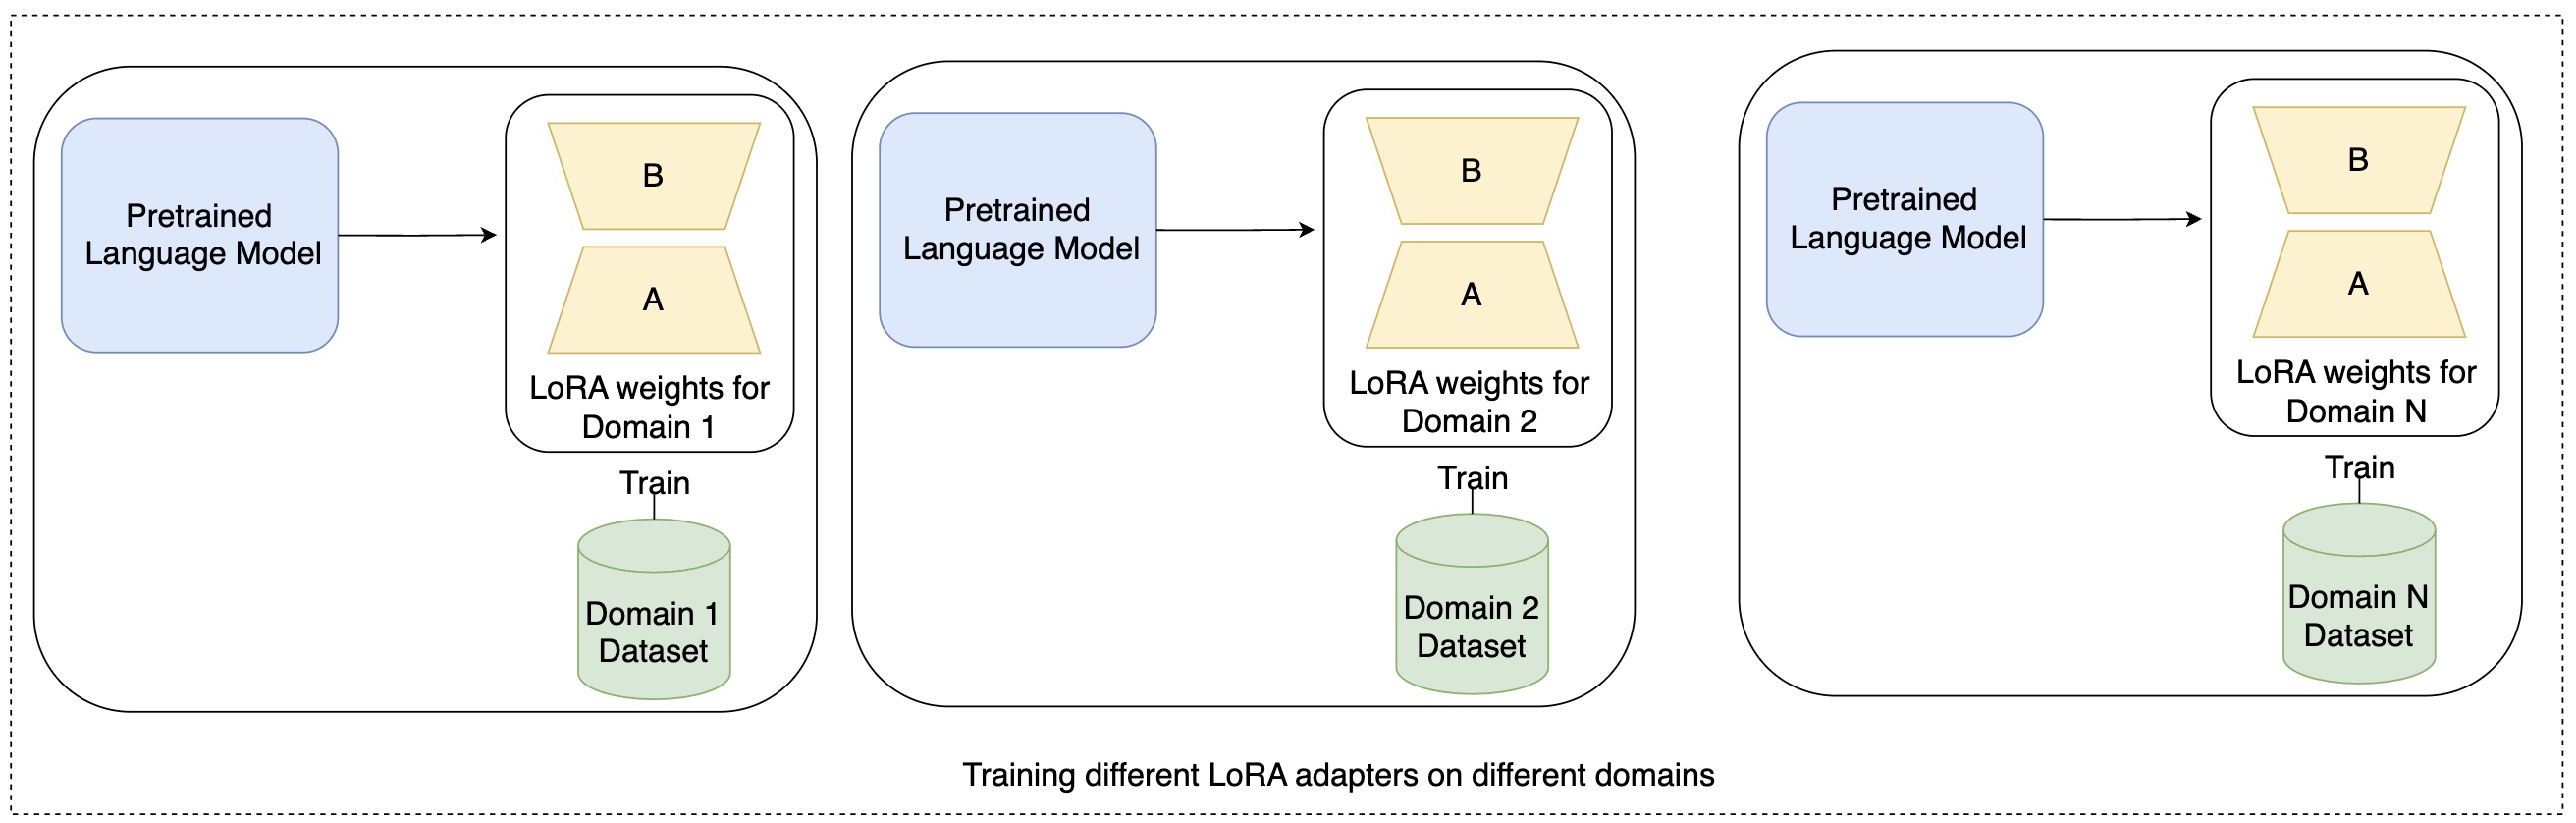 Pretrained
Language Model
B
A
LoRA weights for
Domain 1
Train
Domain 1
Dataset
Pretrained
Language Model
B
A
LoRA weights for
Domain 2
Train
Domain 2
Dataset
Pretrained
Language Model
B
A
LoRA weights for
Domain N
Train
Domain N
Dataset
Training different LoRA adapters on different domains